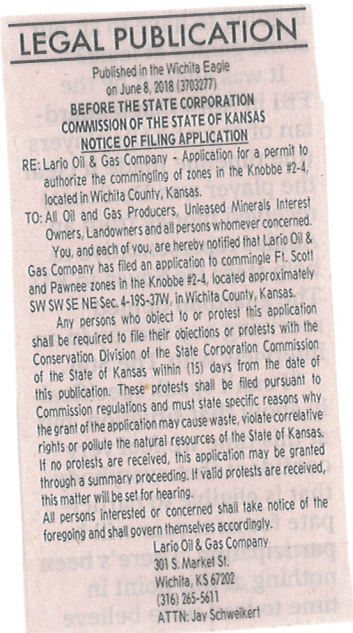 LEGAL PUBLICATION
Published in the Wichita Eagle
on June 8, 2018 (3703277)
BEFORE THE STATE CORPORATION
COMMISSION OF THE STATE OF KANSAS
NOTICE OF FILING APPLICATION
RE: Lario Oil & Gas Company - Application for a permit to
authorize the commingling of zones in the Knobbe #2-4,
located in Wichita County, Kansas.
TO: All Oil and Gas Producers, Unleased Minerals Interest
Owners, Landowners and all persons whomever concerned.
You, and each of you, are hereby notified that Lario Oil &
Gas Company has filed an application to commingle Ft. Scott
and Pawnee zones in the Knobbe #2-4, located approximately
SW SW SE NE Sec. 4-19S-37W, in Wichita County, Kansas.
Any persons who object to or protest this application
shall be required to file their objections or protests with the
Conservation Division of the State Corporation Commission
of the State of Kansas within (15) days from the date of
this publication. These protests shall be filed pursuant to
Commission regulations and must state specific reasons why
the grant of the application may cause waste, violate correlative
rights or pollute the natural resources of the State of Kansas.
If no protests are received, this application may be granted
through a summary proceeding. If valid protests are received,
this matter will be set for hearing.
All persons interested or concerned shall take notice of the
foregoing and shall govern themselves accordingly.
Lario Oil & Gas Company
301 S. Market St.
Wichita, KS 67202
(316) 265-5611
ATTN: Jay Schweikert